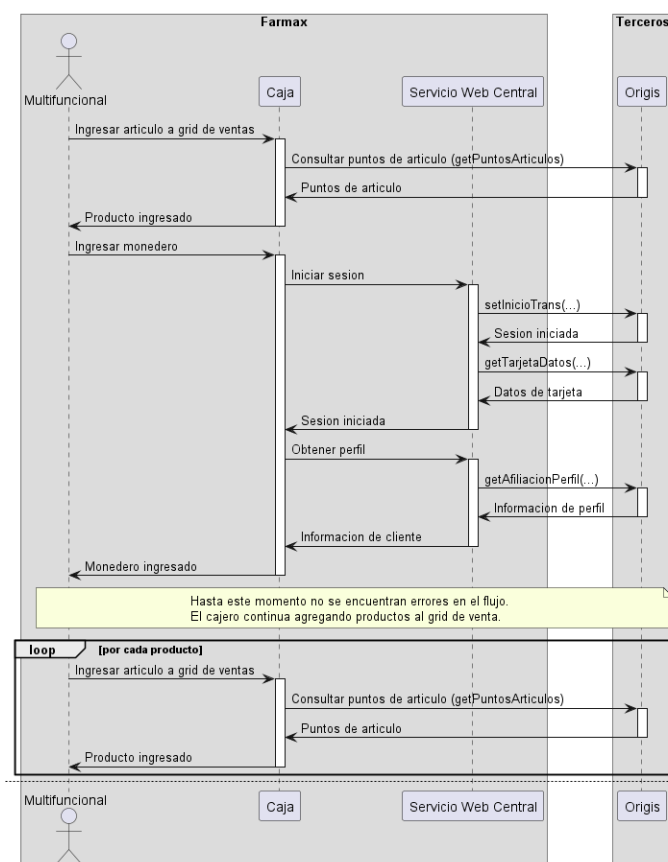 Farmax
Terceros
Multifuncional
Caja
Servicio Web Central
Origis
Ingresar articulo a grid de ventas
Consultar puntos de articulo (getPuntosArticulos)
Puntos de articulo
Producto ingresado
Ingresar monedero
Iniciar sesion
setInicioTrans(...)
Sesion iniciada
getTarjetaDatos(...)
Datos de tarjeta
Sesion iniciada
Obtener perfil
getAfiliacionPerfil(...)
Informacion de perfil
Informacion de cliente
Monedero ingresado
Hasta este momento no se encuentran errores en el flujo.
El cajero continua agregando productos al grid de venta.
loop
[por cada producto]
Ingresar articulo a grid de ventas
Consultar puntos de articulo (getPuntosArticulos)
Puntos de articulo
Producto ingresado
Multifuncional
Caja
Servicio Web Central
Origis